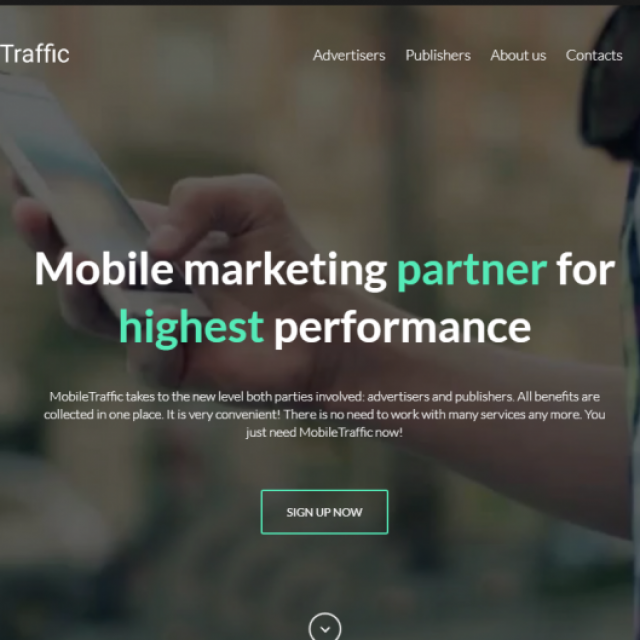 Traffic
Advertisers Publishers About us Contacts
Mobile marketing partner for
highest performance
MobileTraffic takes to the new level both parties involved: advertisers and publishers. All benefits are
collected in one place. It is very convenient! There is no need to work with many services any more. You
just need MobileTraffic now!
SIGN UP NOW